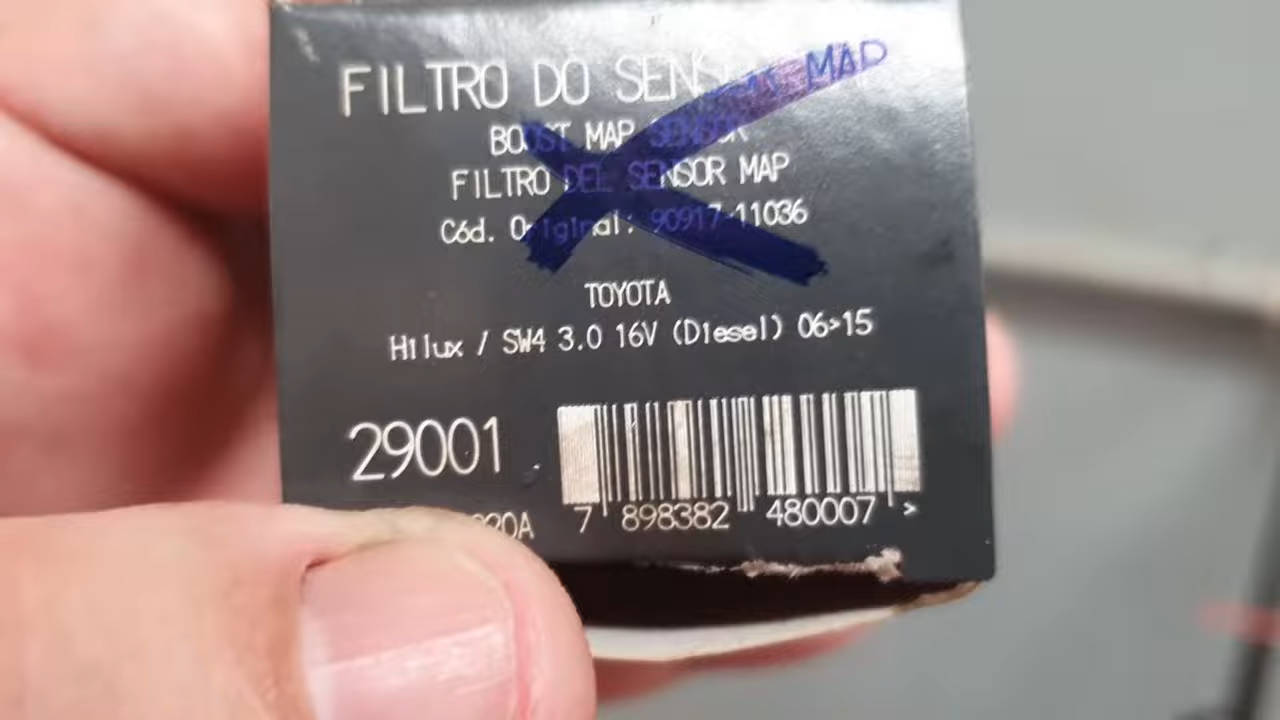 FILTRO DO SENSOR MAP
BOOST MAP SENSOR
FILTRO DEL SENSOR MAP
Cód. Original: 90917-11036
TOYOTA
Hilux / SW4 3.0 16V (Diesel) 06>15
29001
7 898382 480007 >